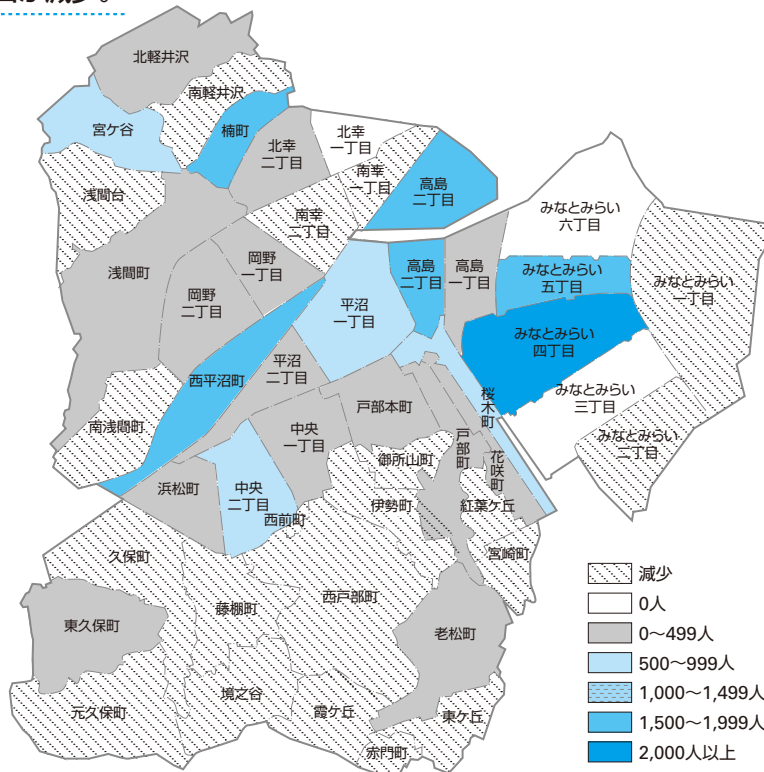 北軽井沢
南軽井沢
宮ケ谷
楠町
北幸
二丁目
北幸
一丁目
南幸
一丁目
高島
二丁目
浅間台
南幸
二丁目
みなとみらい
六丁目
浅間町
岡野
一丁目
岡野
二丁目
平沼
一丁目
高島
二丁目
高島
一丁目
みなとみらい
五丁目
みなとみらい
一丁目
みなとみらい
四丁目
西平沼町
平沼
二丁目
みなとみらい
三丁目
桜木町
南浅間町
戸部本町
中央
一丁目
みなとみらい
二丁目
戸部町
花咲町
御所山町
浜松町
中央
二丁目
西前町
伊勢町
紅葉ケ丘
久保町
宮崎町
藤棚町
西戸部町
東久保町
老松町
元久保町
境之谷
霞ケ丘
東ケ丘
赤門町
減少
0人
0～499人
500～999人
1,000～1,499人
1,500～1,999人
2,000人以上